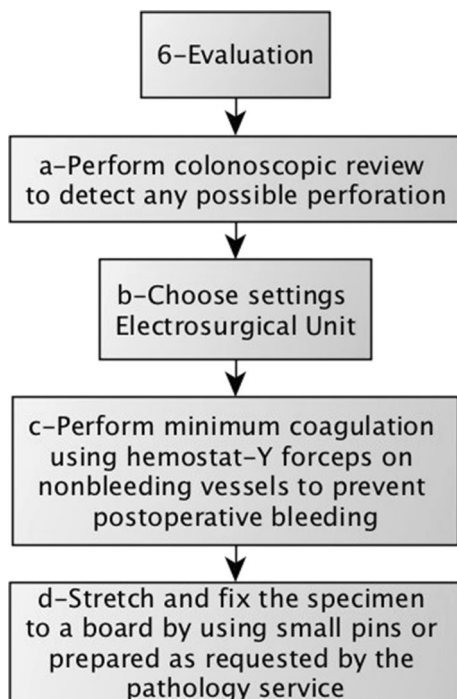 6-Evaluation
a-Perform colonoscopic review
to detect any possible perforation
b-Choose settings
Electrosurgical Unit
c-Perform minimum coagulation
using hemostat-Y forceps on
nonbleeding vessels to prevent
postoperative bleeding
d-Stretch and fix the specimen
to a board by using small pins or
prepared as requested by the
pathology service